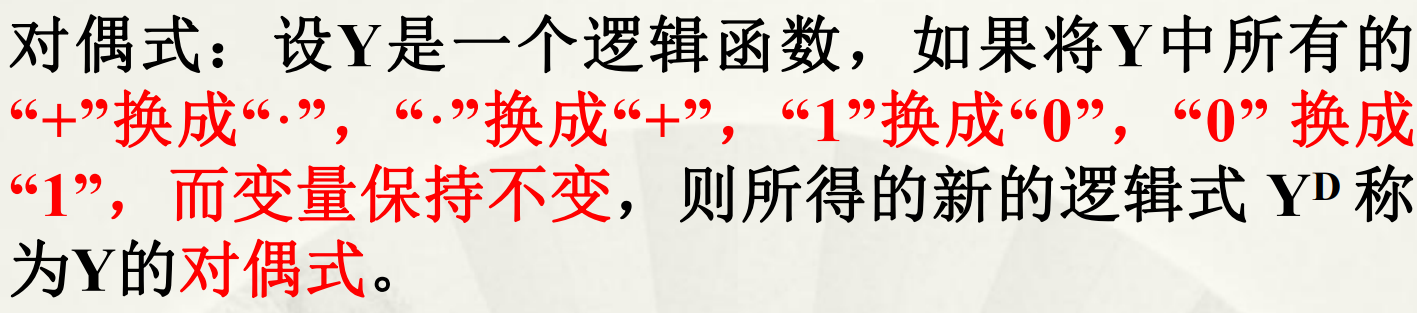 对偶式：设Y是一个逻辑函数，如果将Y中所有的
“+”换成“·”，“·”换成“+”，“1”换成“0”，“0” 换成
“1”，而变量保持不变，则所得的新的逻辑式 Yᴰ 称
为Y的对偶式。